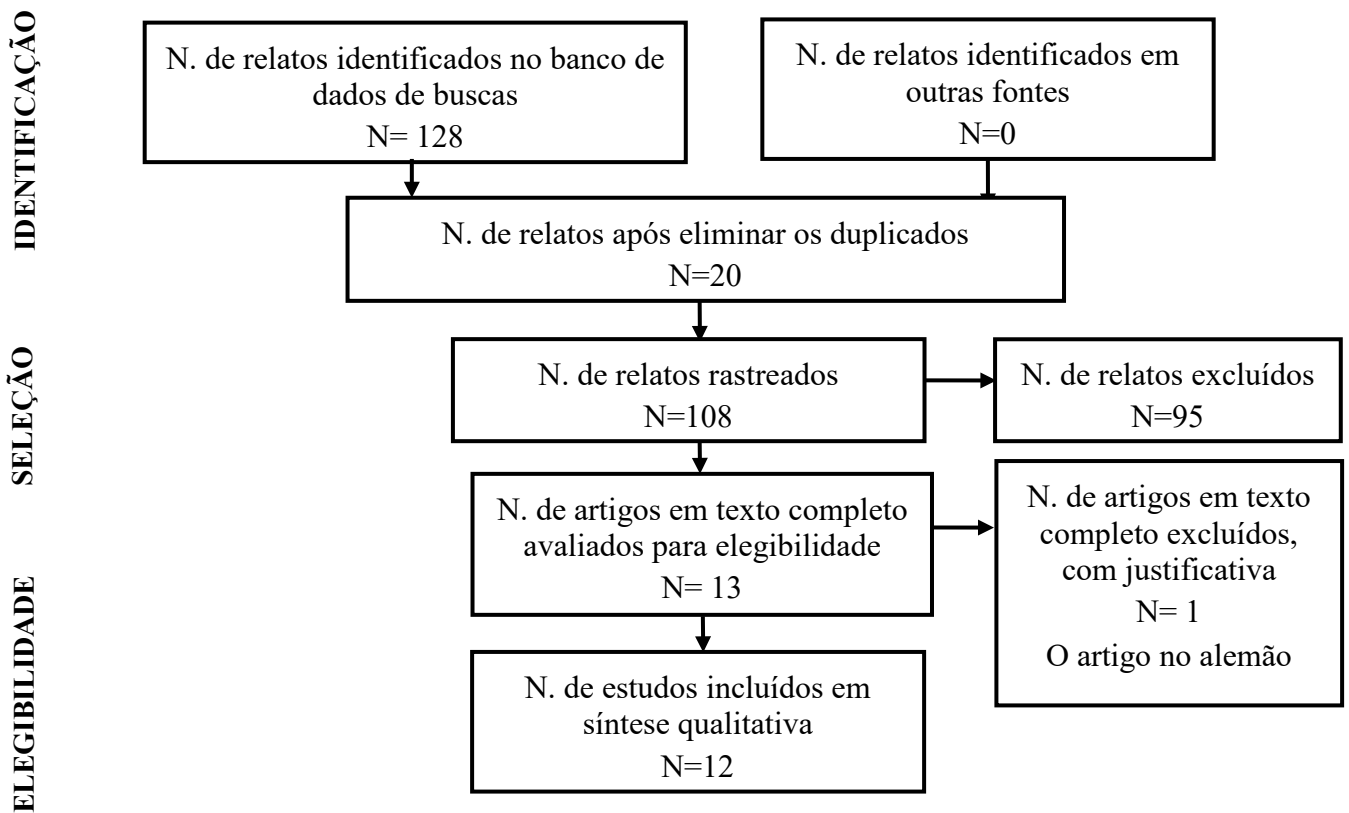 IDENTIFICAÇÃO
N. de relatos identificados no banco de
dados de buscas
N= 128
N. de relatos identificados em
outras fontes
N=0
N. de relatos após eliminar os duplicados
N=20
SELEÇÃO
N. de relatos rastreados
N=108
N. de relatos excluídos
N=95
N. de artigos em texto completo
avaliados para elegibilidade
N= 13
N. de artigos em texto
completo excluídos,
com justificativa
N= 1
O artigo no alemão
ELEGIBILIDADE
N. de estudos incluídos em
síntese qualitativa
N=12